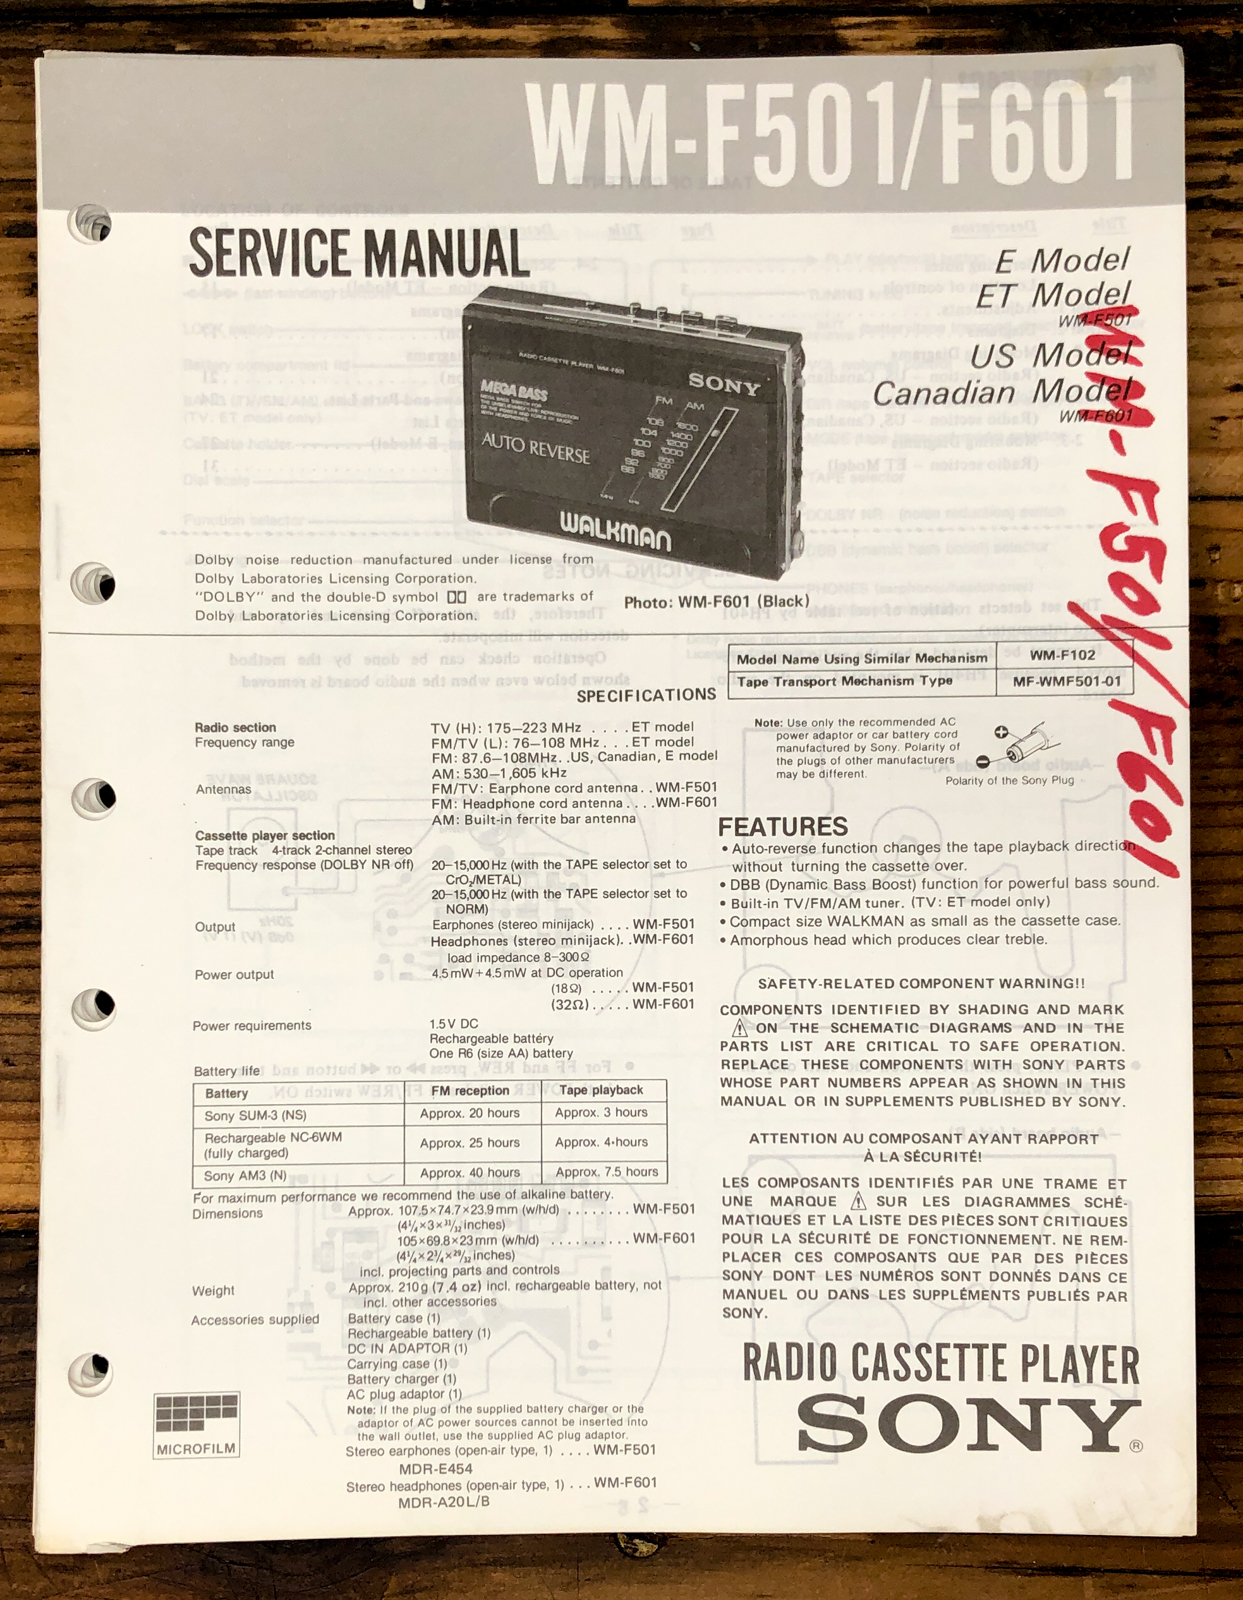 WM-F501/F601
SERVICE MANUAL
E Model
ET Model
WM-F501
US Model
Canadian Model
WM-F601
WM-F501/F601
RADIO CASSETTE PLAYER WM-F601
SONY
MEGA BASS
AUTO REVERSE
FM AM
108 1600
104 1400
100 1200
96 1000
92
88
WALKMAN
Dolby noise reduction manufactured under license from
Dolby Laboratories Licensing Corporation.
"DOLBY" and the double-D symbol are trademarks of
Dolby Laboratories Licensing Corporation.
Photo: WM-F601 (Black)
Model Name Using Similar Mechanism WM-F102
Tape Transport Mechanism Type MF-WMF501-01
SPECIFICATIONS
Radio section
Frequency range
TV (H): 175–223 MHz . . . . ET model
FM/TV (L): 76–108 MHz . . . ET model
FM: 87.6–108MHz. .US, Canadian, E model
AM: 530–1,605 kHz
Antennas FM/TV: Earphone cord antenna. . WM-F501
FM: Headphone cord antenna. . . .WM-F601
AM: Built-in ferrite bar antenna
Cassette player section
Tape track 4-track 2-channel stereo
Frequency response (DOLBY NR off) 20–15,000 Hz (with the TAPE selector set to
CrO₂/METAL)
20–15,000 Hz (with the TAPE selector set to
NORM)
Output Earphones (stereo minijack) . . . . WM-F501
Headphones (stereo minijack). .WM-F601
load impedance 8–300Ω
Power output 4.5 mW + 4.5 mW at DC operation
(18Ω) . . . . . WM-F501
(32Ω) . . . . . WM-F601
Power requirements 1.5 V DC
Rechargeable battery
One R6 (size AA) battery
Battery life
Battery FM reception Tape playback
Sony SUM-3 (NS) Approx. 20 hours Approx. 3 hours
Rechargeable NC-6WM
(fully charged) Approx. 25 hours Approx. 4 hours
Sony AM3 (N) Approx. 40 hours Approx. 7.5 hours
For maximum performance we recommend the use of alkaline battery.
Dimensions Approx. 107.5×74.7×23.9 mm (w/h/d) . . . . . . . . WM-F501
(4¼×3×³¹/₃₂ inches)
105×69.8×23 mm (w/h/d) . . . . . . . . . . WM-F601
(4¼×2¾×²⁹/₃₂ inches)
incl. projecting parts and controls
Weight Approx. 210 g (7.4 oz) incl. rechargeable battery, not
incl. other accessories
Accessories supplied Battery case (1)
Rechargeable battery (1)
DC IN ADAPTOR (1)
Carrying case (1)
Battery charger (1)
AC plug adaptor (1)
Note: If the plug of the supplied battery charger or the
adaptor of AC power sources cannot be inserted into
the wall outlet, use the supplied AC plug adaptor.
Stereo earphones (open-air type, 1) . . . . WM-F501
MDR-E454
Stereo headphones (open-air type, 1) . . . WM-F601
MDR-A20L/B
MICROFILM
Note: Use only the recommended AC
power adaptor or car battery cord
manufactured by Sony. Polarity of
the plugs of other manufacturers
may be different.
Polarity of the Sony Plug
FEATURES
• Auto-reverse function changes the tape playback direction
without turning the cassette over.
• DBB (Dynamic Bass Boost) function for powerful bass sound.
• Built-in TV/FM/AM tuner. (TV: ET model only)
• Compact size WALKMAN as small as the cassette case.
• Amorphous head which produces clear treble.
SAFETY-RELATED COMPONENT WARNING!!
COMPONENTS IDENTIFIED BY SHADING AND MARK
⚠ ON THE SCHEMATIC DIAGRAMS AND IN THE
PARTS LIST ARE CRITICAL TO SAFE OPERATION.
REPLACE THESE COMPONENTS WITH SONY PARTS
WHOSE PART NUMBERS APPEAR AS SHOWN IN THIS
MANUAL OR IN SUPPLEMENTS PUBLISHED BY SONY.
ATTENTION AU COMPOSANT AYANT RAPPORT
À LA SÉCURITÉ!
LES COMPOSANTS IDENTIFIÉS PAR UNE TRAME ET
UNE MARQUE ⚠ SUR LES DIAGRAMMES SCHÉ-
MATIQUES ET LA LISTE DES PIÈCES SONT CRITIQUES
POUR LA SÉCURITÉ DE FONCTIONNEMENT. NE REM-
PLACER CES COMPOSANTS QUE PAR DES PIÈCES
SONY DONT LES NUMÉROS SONT DONNÉS DANS CE
MANUEL OU DANS LES SUPPLÉMENTS PUBLIÉS PAR
SONY.
RADIO CASSETTE PLAYER
SONY®